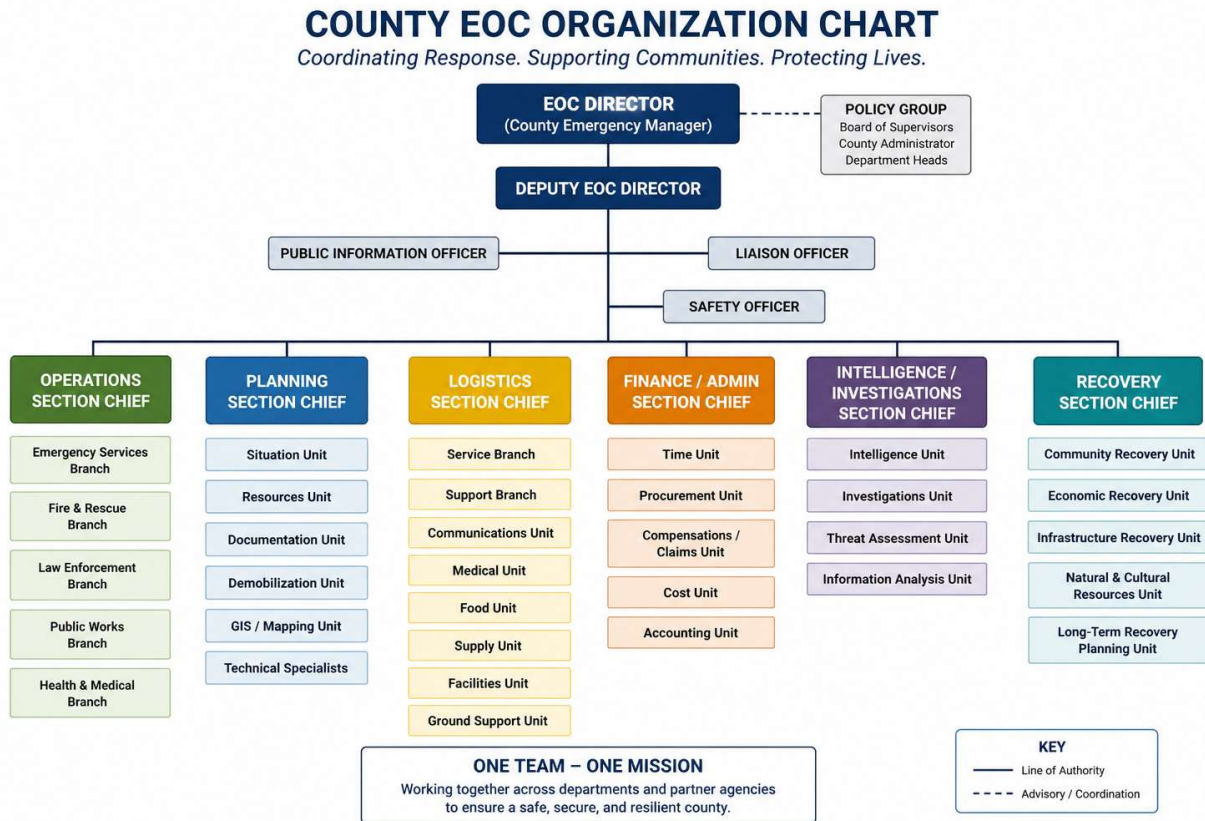 COUNTY EOC ORGANIZATION CHART
Coordinating Response. Supporting Communities. Protecting Lives.
EOC DIRECTOR
(County Emergency Manager)
POLICY GROUP
Board of Supervisors
County Administrator
Department Heads
DEPUTY EOC DIRECTOR
PUBLIC INFORMATION OFFICER
LIAISON OFFICER
SAFETY OFFICER
OPERATIONS
SECTION CHIEF
Emergency Services
Branch
Fire & Rescue
Branch
Law Enforcement
Branch
Public Works
Branch
Health & Medical
Branch
PLANNING
SECTION CHIEF
Situation Unit
Resources Unit
Documentation Unit
Demobilization Unit
GIS / Mapping Unit
Technical Specialists
LOGISTICS
SECTION CHIEF
Service Branch
Support Branch
Communications Unit
Medical Unit
Food Unit
Supply Unit
Facilities Unit
Ground Support Unit
FINANCE / ADMIN
SECTION CHIEF
Time Unit
Procurement Unit
Compensations /
Claims Unit
Cost Unit
Accounting Unit
INTELLIGENCE /
INVESTIGATIONS
SECTION CHIEF
Intelligence Unit
Investigations Unit
Threat Assessment Unit
Information Analysis Unit
RECOVERY
SECTION CHIEF
Community Recovery Unit
Economic Recovery Unit
Infrastructure Recovery Unit
Natural & Cultural
Resources Unit
Long-Term Recovery
Planning Unit
ONE TEAM – ONE MISSION
Working together across departments and partner agencies
to ensure a safe, secure, and resilient county.
KEY
Line of Authority
Advisory / Coordination